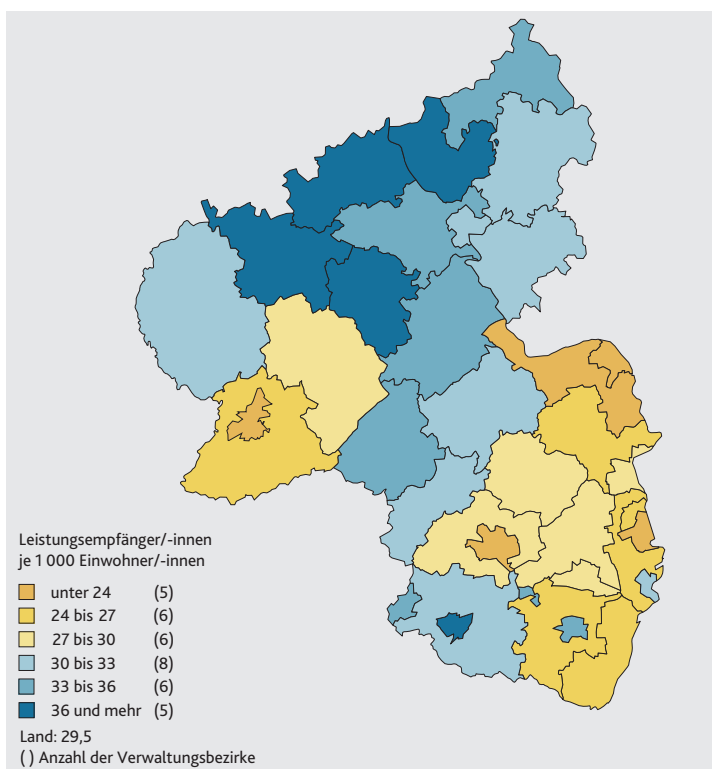 Leistungsempfänger/-innen
je 1 000 Einwohner/-innen
unter 24 (5)
24 bis 27 (6)
27 bis 30 (6)
30 bis 33 (8)
33 bis 36 (6)
36 und mehr (5)
Land: 29,5
( ) Anzahl der Verwaltungsbezirke